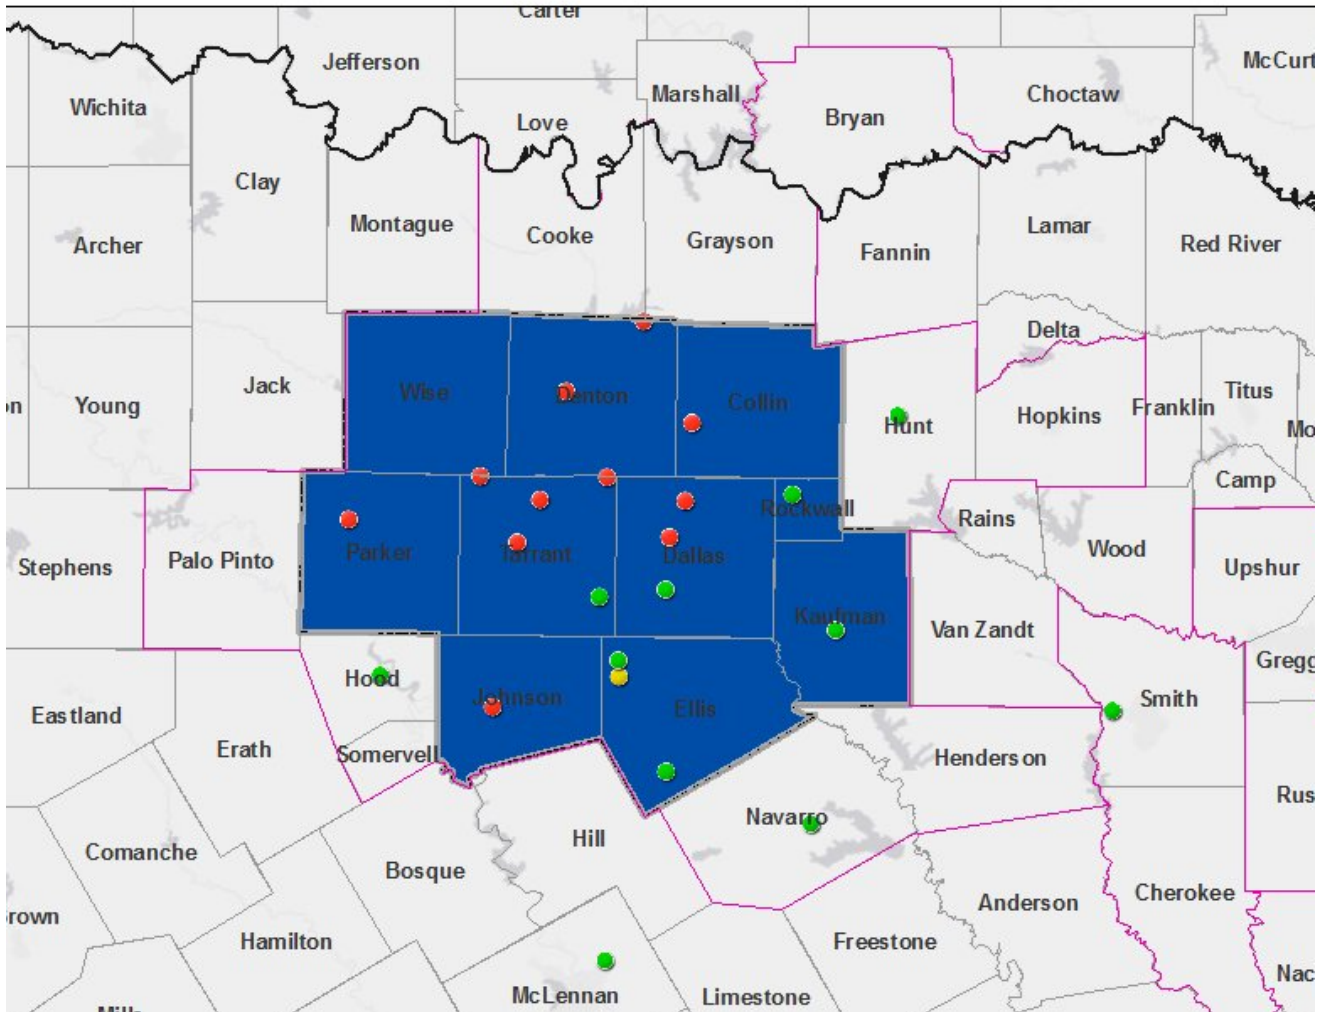 Carter
Jefferson
McCurt
Wichita
Marshall
Choctaw
Love
Bryan
Clay
Montague
Cooke
Grayson
Lamar
Archer
Fannin
Red River
Delta
Jack
Wise
Denton
Collin
Titus
on
Young
Hopkins
Franklin
Hunt
Mo
Camp
Rockwall
Rains
Parker
Tarrant
Dallas
Wood
Stephens
Palo Pinto
Upshur
Kaufman
Van Zandt
Gregg
Hood
Johnson
Ellis
Smith
Eastland
Erath
Somervell
Henderson
Rus
Navarro
Hill
Comanche
Bosque
Cherokee
Anderson
rown
Hamilton
Freestone
Nac
McLennan
Limestone